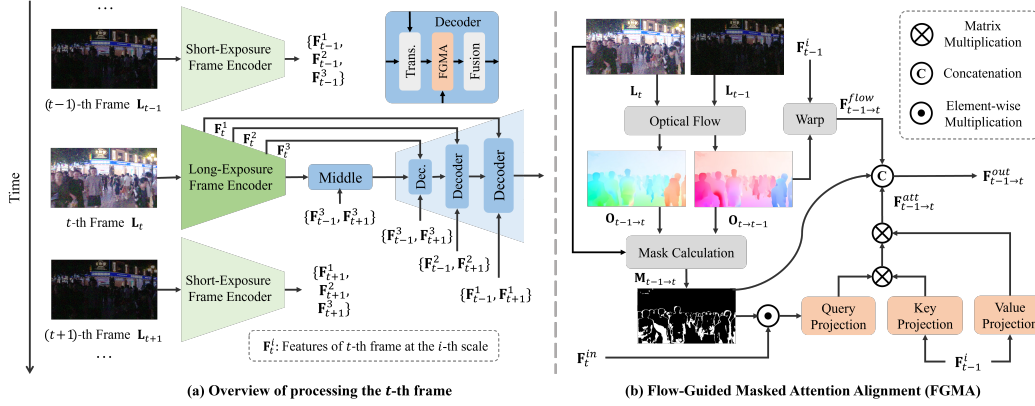 Time
...
Short-Exposure
Frame Encoder
{F^1_{t-1},
F^2_{t-1},
F^3_{t-1}}
(t−1)-th Frame L_{t-1}
Decoder
Trans.
FGMA
Fusion
F^1_t
F^2_t
F^3_t
Long-Exposure
Frame Encoder
Middle
Dec.
Decoder
Decoder
t-th Frame L_t
{F^3_{t-1}, F^3_{t+1}}
{F^3_{t-1}, F^3_{t+1}}
{F^2_{t-1}, F^2_{t+1}}
{F^1_{t-1}, F^1_{t+1}}
Short-Exposure
Frame Encoder
{F^1_{t+1},
F^2_{t+1},
F^3_{t+1}}
(t+1)-th Frame L_{t+1}
...
F^i_t: Features of t-th frame at the i-th scale
(a) Overview of processing the t-th frame
L_t
L_{t-1}
Optical Flow
F^i_{t-1}
Warp
F^{flow}_{t-1→t}
O_{t-1→t}
O_{t→t-1}
Mask Calculation
M_{t-1→t}
C
F^{out}_{t-1→t}
F^{att}_{t-1→t}
Query
Projection
Key
Projection
Value
Projection
F^{in}_t
F^i_{t-1}
Matrix
Multiplication
C
Concatenation
Element-wise
Multiplication
(b) Flow-Guided Masked Attention Alignment (FGMA)